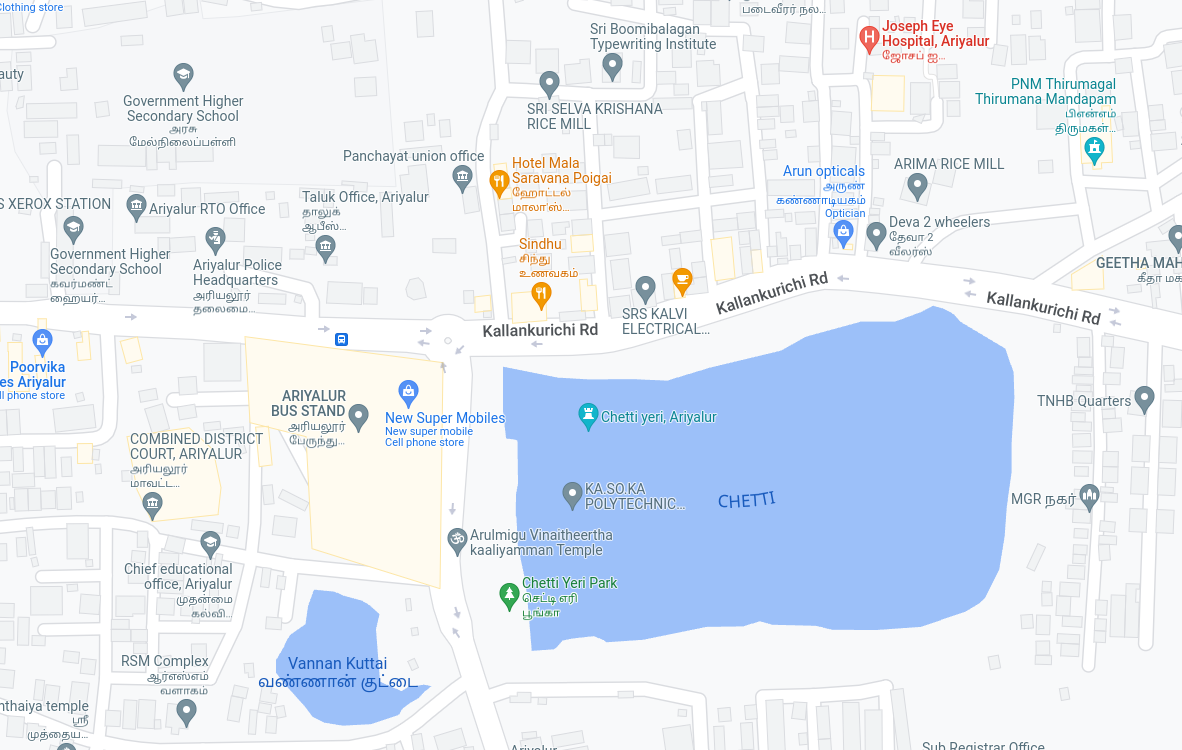 Clothing store
படைவீரர் நல...
Sri Boomibalagan
Typewriting Institute
Joseph Eye
Hospital, Ariyalur
ஜோசப் ஐ...
auty
Government Higher
Secondary School
அரசு
மேல்நிலைப்பள்ளி
SRI SELVA KRISHANA
RICE MILL
PNM Thirumagal
Thirumana Mandapam
பிஎன்எம்
திருமகள்...
Panchayat union office
Hotel Mala
Saravana Poigai
ஹோட்டல்
மாலா'ஸ்...
Arun opticals
அருண்
கண்ணாடியகம்
Optician
ARIMA RICE MILL
S XEROX STATION
Ariyalur RTO Office
Taluk Office, Ariyalur
தாலுக்
ஆபீஸ்...
Deva 2 wheelers
தேவா 2
வீலர்ஸ்
Government Higher
Secondary School
கவர்மண்ட்
ஹையர்...
Ariyalur Police
Headquarters
அரியலூர்
தலைமை...
Sindhu
சிந்து
உணவகம்
GEETHA MAH
கீதா மக
Kallankurichi Rd
Kallankurichi Rd
Kallankurichi Rd
SRS KALVI
ELECTRICAL...
Poorvika
es Ariyalur
ll phone store
ARIYALUR
BUS STAND
அரியலூர்
பேருந்து...
New Super Mobiles
New super mobile
Cell phone store
Chetti yeri, Ariyalur
TNHB Quarters
COMBINED DISTRICT
COURT, ARIYALUR
அரியலூர்
மாவட்ட...
KA.SO.KA
POLYTECHNIC...
CHETTI
MGR நகர்
Arulmigu Vinaitheertha
kaaliyamman Temple
Chief educational
office, Ariyalur
முதன்மை
கல்வி...
Chetti Yeri Park
செட்டி எரி
பூங்கா
RSM Complex
ஆர்எஸ்எம்
வளாகம்
Vannan Kuttai
வண்ணான் குட்டை
nthaiya temple
ஸ்ரீ
முத்தைய...
Ariyalur
Sub Registrar Office